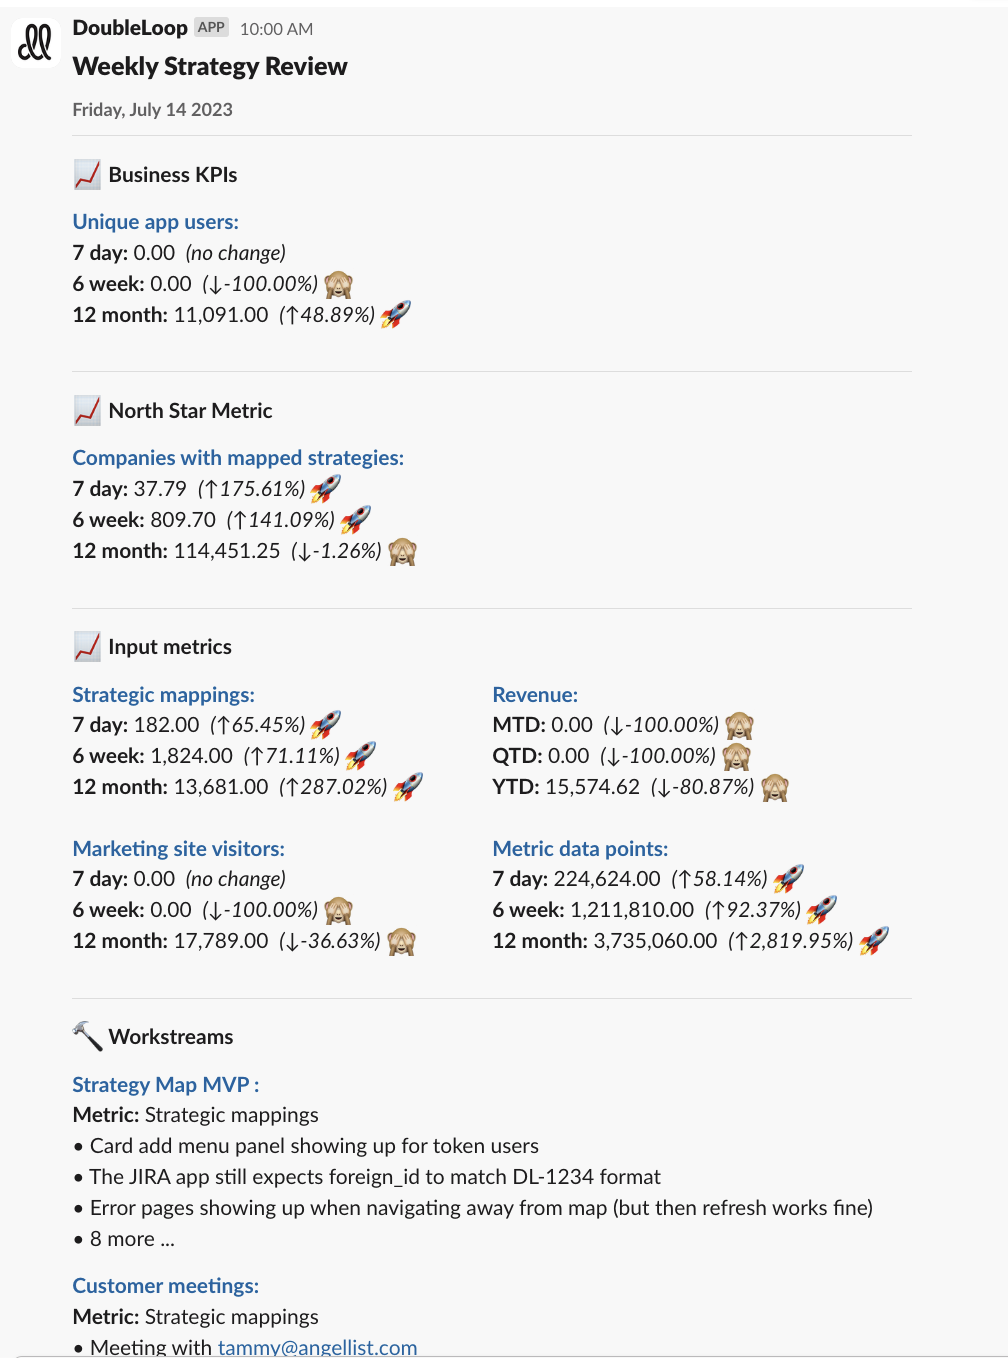 DoubleLoop APP 10:00 AM
Weekly Strategy Review
Friday, July 14 2023
Business KPIs
Unique app users:
7 day: 0.00 (no change)
6 week: 0.00 (↓-100.00%)
12 month: 11,091.00 (↑48.89%)
North Star Metric
Companies with mapped strategies:
7 day: 37.79 (↑175.61%)
6 week: 809.70 (↑141.09%)
12 month: 114,451.25 (↓-1.26%)
Input metrics
Strategic mappings:
7 day: 182.00 (↑65.45%)
6 week: 1,824.00 (↑71.11%)
12 month: 13,681.00 (↑287.02%)
Revenue:
MTD: 0.00 (↓-100.00%)
QTD: 0.00 (↓-100.00%)
YTD: 15,574.62 (↓-80.87%)
Marketing site visitors:
7 day: 0.00 (no change)
6 week: 0.00 (↓-100.00%)
12 month: 17,789.00 (↓-36.63%)
Metric data points:
7 day: 224,624.00 (↑58.14%)
6 week: 1,211,810.00 (↑92.37%)
12 month: 3,735,060.00 (↑2,819.95%)
Workstreams
Strategy Map MVP :
Metric: Strategic mappings
• Card add menu panel showing up for token users
• The JIRA app still expects foreign_id to match DL-1234 format
• Error pages showing up when navigating away from map (but then refresh works fine)
• 8 more ...
Customer meetings:
Metric: Strategic mappings
• Meeting with tammy@angellist.com